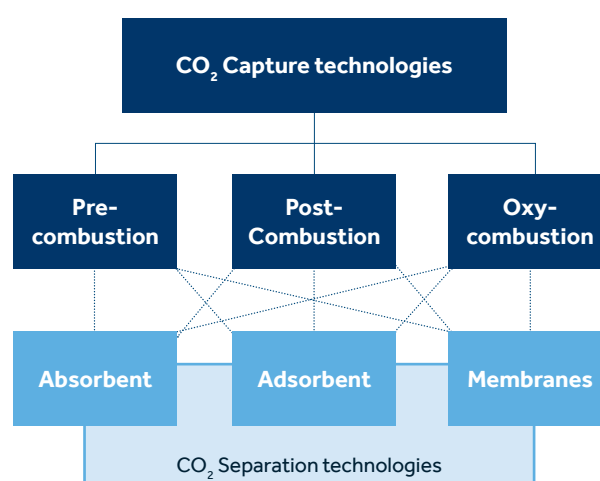 CO₂ Capture technologies
Pre-
combustion
Post-
Combustion
Oxy-
combustion
Absorbent
Adsorbent
Membranes
CO₂ Separation technologies